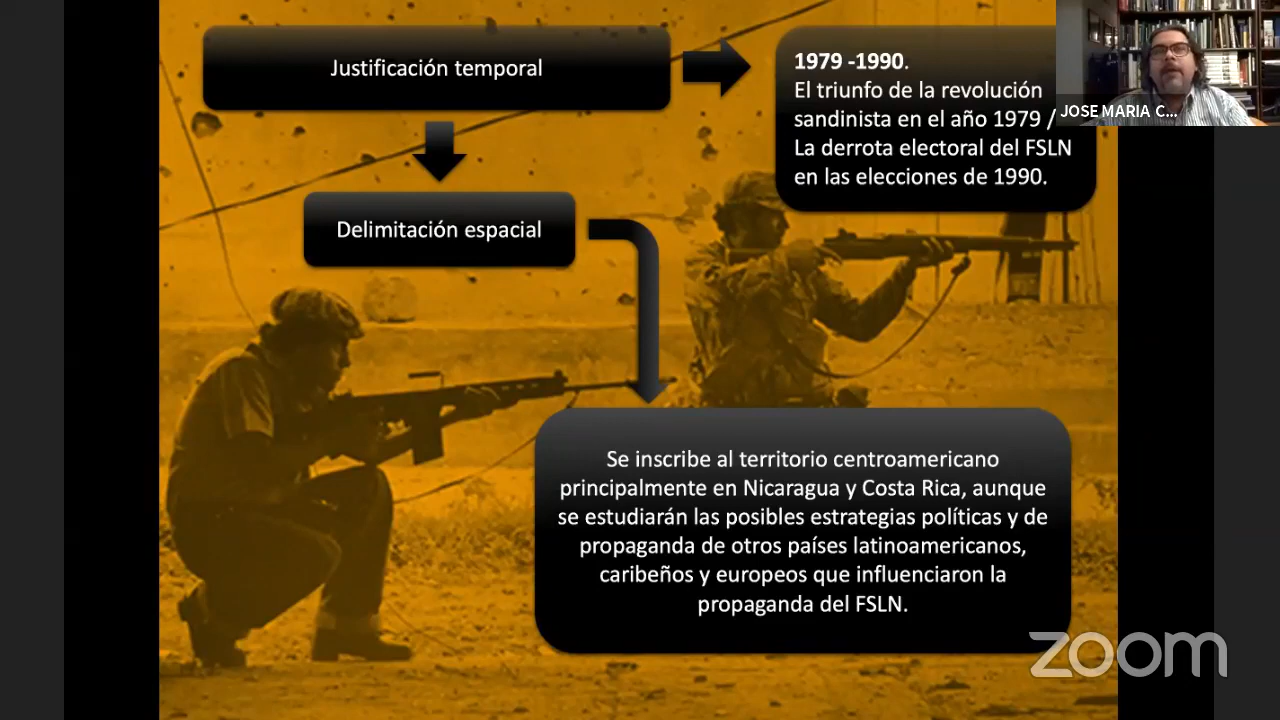 Justificación temporal
1979 -1990.
El triunfo de la revolución
sandinista en el año 1979 /
La derrota electoral del FSLN
en las elecciones de 1990.
JOSE MARIA C...
Delimitación espacial
Se inscribe al territorio centroamericano
principalmente en Nicaragua y Costa Rica, aunque
se estudiarán las posibles estrategias políticas y de
propaganda de otros países latinoamericanos,
caribeños y europeos que influenciaron la
propaganda del FSLN.
zoom